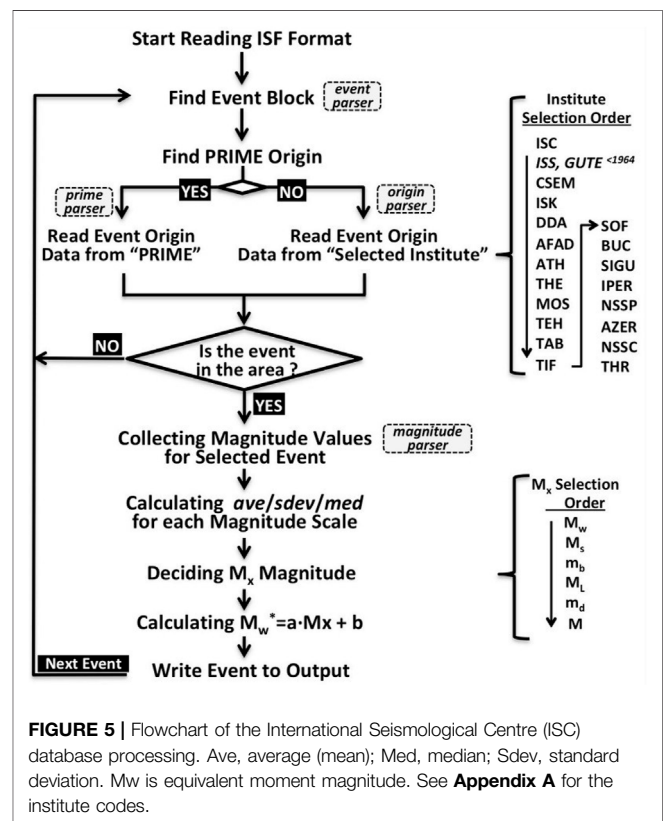 Start Reading ISF Format
Find Event Block
event
parser
Find PRIME Origin
YES
NO
prime
parser
origin
parser
Read Event Origin
Data from “PRIME”
Read Event Origin
Data from “Selected Institute”
Is the event
in the area ?
NO
YES
Collecting Magnitude Values
for Selected Event
magnitude
parser
Calculating ave/sdev/med
for each Magnitude Scale
Deciding Mx Magnitude
Calculating Mw*=a·Mx + b
Next Event
Write Event to Output
Institute
Selection Order
ISC
ISS, GUTE <1964
CSEM
ISK
DDA
AFAD
ATH
THE
MOS
TEH
TAB
TIF
SOF
BUC
SIGU
IPER
NSSP
AZER
NSSC
THR
Mx Selection
Order
Mw
Ms
mb
ML
md
M
FIGURE 5 | Flowchart of the International Seismological Centre (ISC)
database processing. Ave, average (mean); Med, median; Sdev, standard
deviation. Mw is equivalent moment magnitude. See Appendix A for the
institute codes.